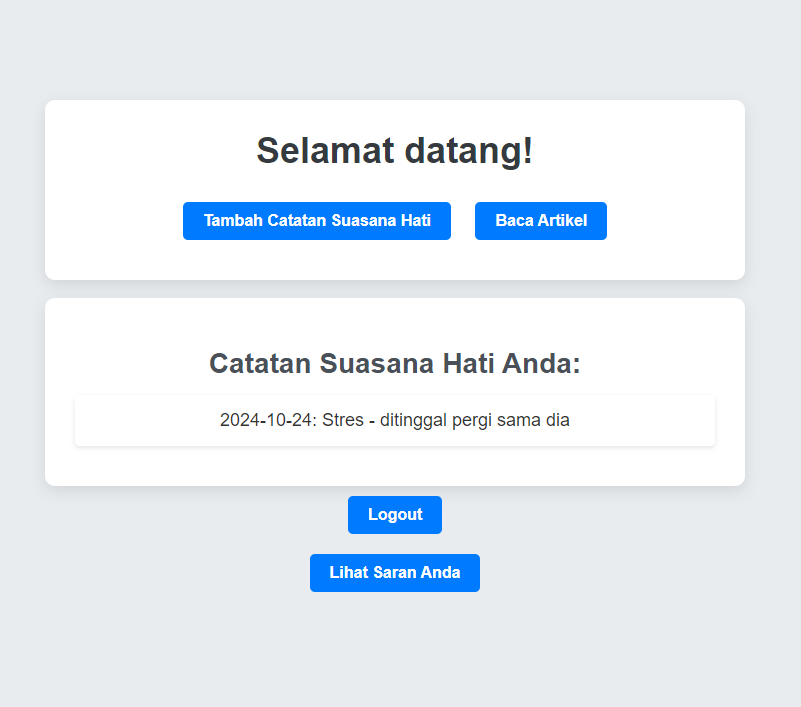 Selamat datang!
Tambah Catatan Suasana Hati
Baca Artikel
Catatan Suasana Hati Anda:
2024-10-24: Stres - ditinggal pergi sama dia
Logout
Lihat Saran Anda